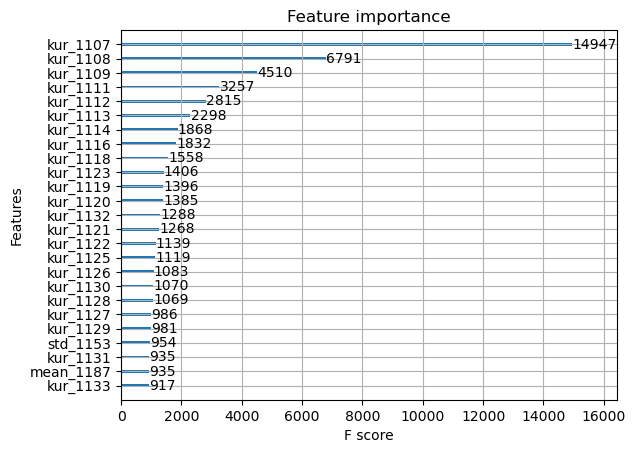 Feature importance
kur_1107 14947
kur_1108 6791
kur_1109 4510
kur_1111 3257
kur_1112 2815
kur_1113 2298
kur_1114 1868
kur_1116 1832
kur_1118 1558
kur_1123 1406
kur_1119 1396
kur_1120 1385
kur_1132 1288
kur_1121 1268
kur_1122 1139
kur_1125 1119
kur_1126 1083
kur_1130 1070
kur_1128 1069
kur_1127 986
kur_1129 981
std_1153 954
kur_1131 935
mean_1187 935
kur_1133 917
Features
0 2000 4000 6000 8000 10000 12000 14000 16000
F score